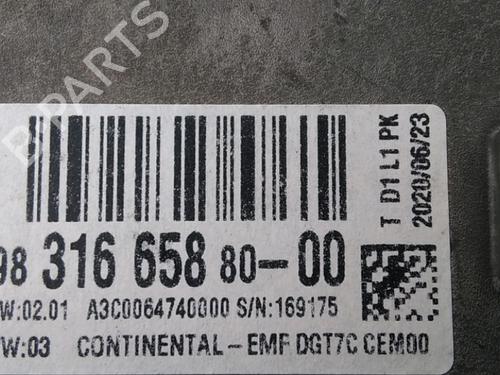 B PARTS
98 316 658 80-00
W:02.01 A3C0064740000 S/N:169175
W:03 CONTINENTAL-EMF DGT7C CEM00
T D1 L1 PK
2020/06/23